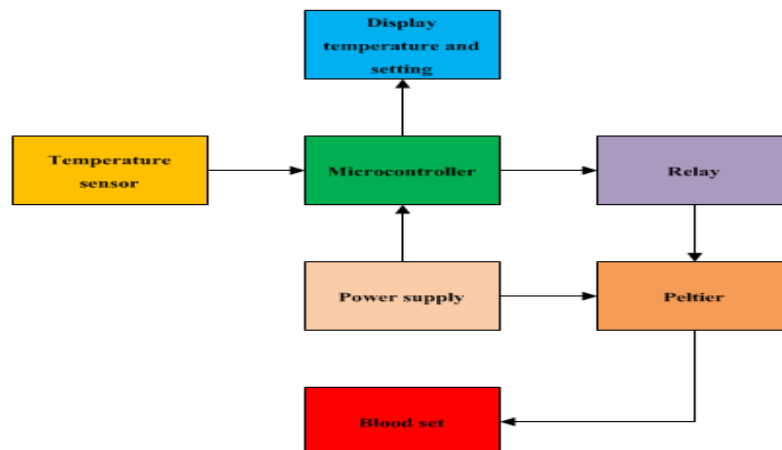 Display
temperature and
setting
Temperature
sensor
Microcontroller
Relay
Power supply
Peltier
Blood set